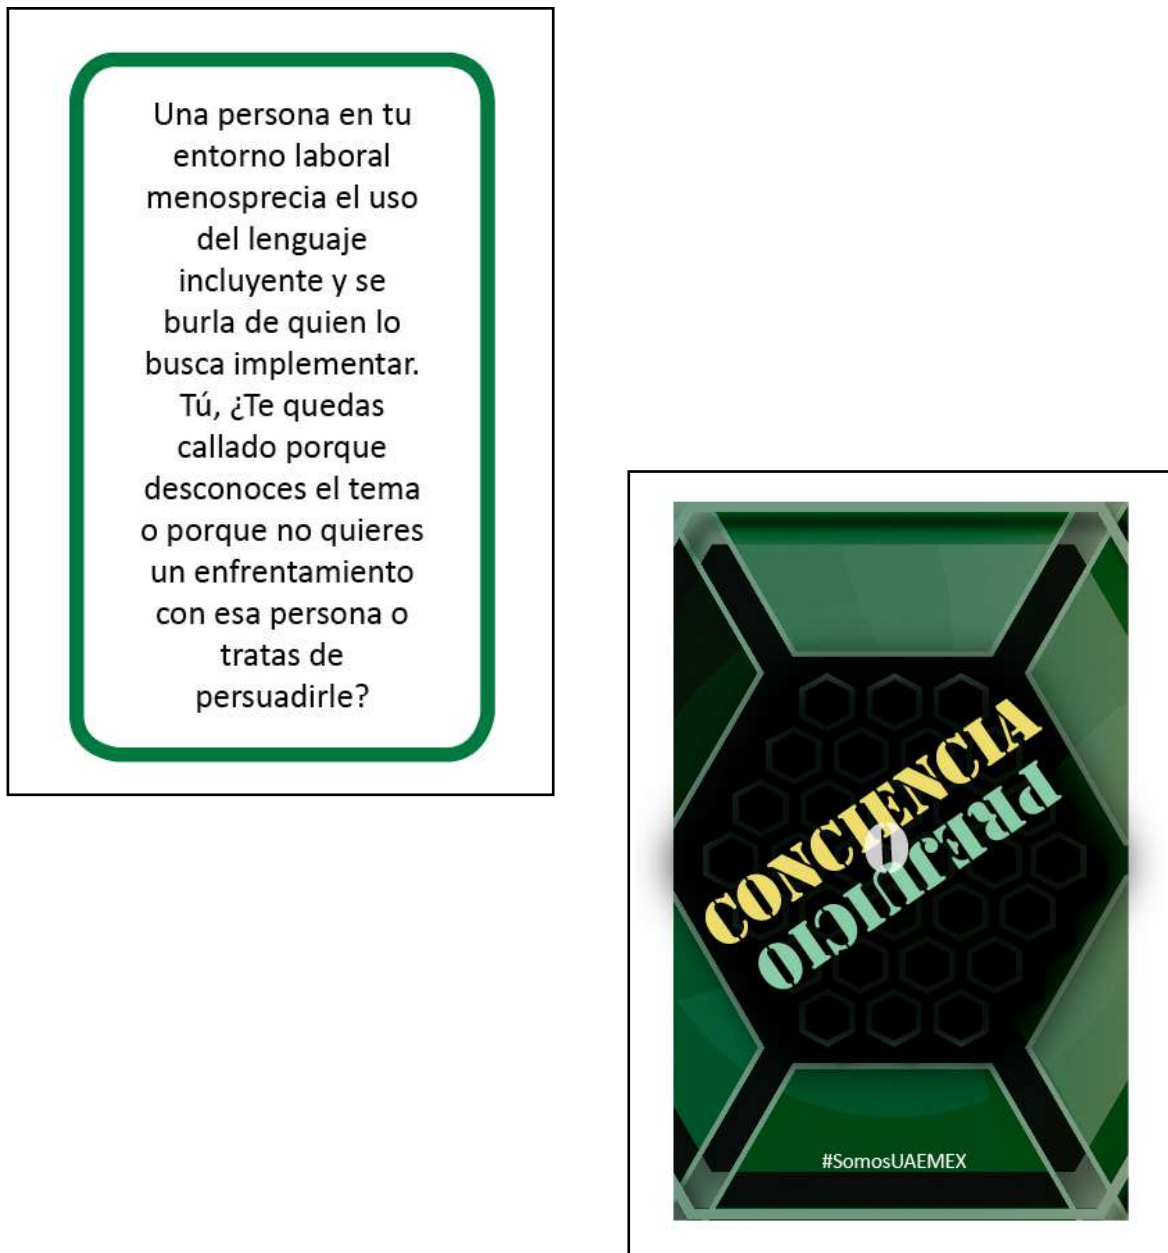 Una persona en tu
entorno laboral
menosprecia el uso
del lenguaje
incluyente y se
burla de quien lo
busca implementar.
Tú, ¿Te quedas
callado porque
desconoces el tema
o porque no quieres
un enfrentamiento
con esa persona o
tratas de
persuadirle?
CONCIENCIA
O
PREJUICIO
#SomosUAEMEX